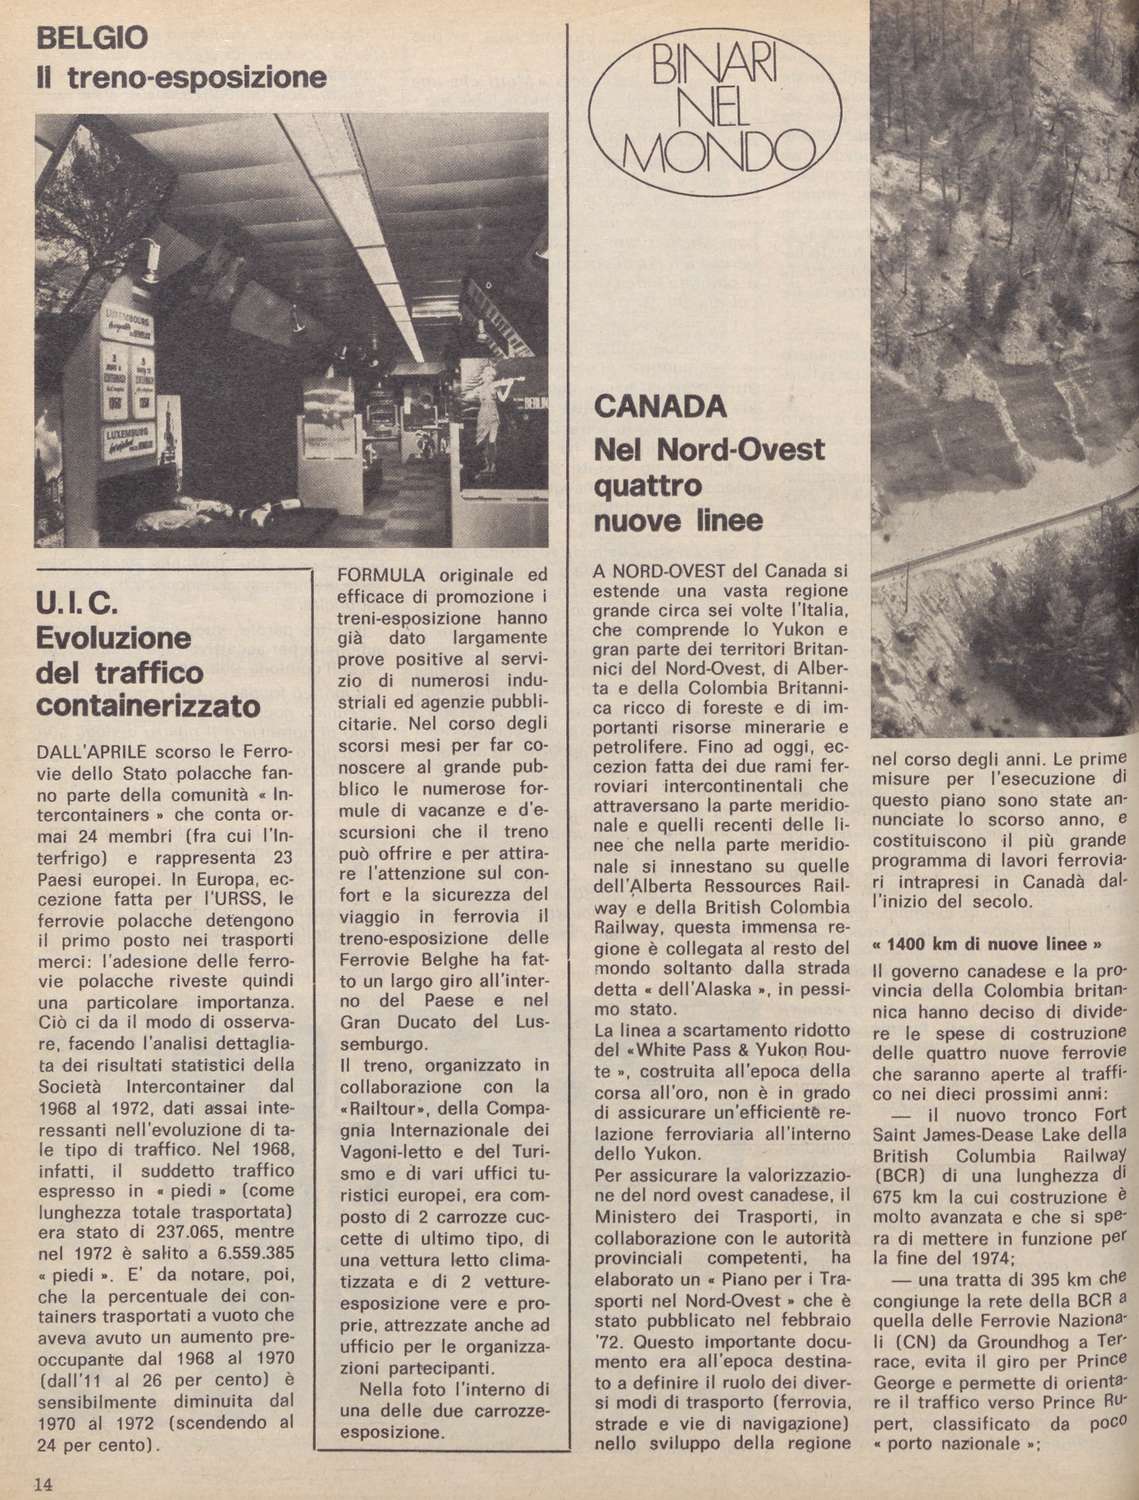 BELGIO
Il treno-esposizione
BINARI
NEL
MONDO
LUXEMBOURG
LUXEMBURG
BERLIN
U.I.C.
Evoluzione
del traffico
containerizzato
DALL'APRILE scorso le Ferro-
vie dello Stato polacche fan-
no parte della comunità « In-
tercontainers » che conta or-
mai 24 membri (fra cui l'In-
terfrigo) e rappresenta 23
Paesi europei. In Europa, ec-
cezione fatta per l'URSS, le
ferrovie polacche detengono
il primo posto nei trasporti
merci: l'adesione delle ferro-
vie polacche riveste quindi
una particolare importanza.
Ciò ci da il modo di osserva-
re, facendo l'analisi dettaglia-
ta dei risultati statistici della
Società Intercontainer dal
1968 al 1972, dati assai inte-
ressanti nell'evoluzione di ta-
le tipo di traffico. Nel 1968,
infatti, il suddetto traffico
espresso in « piedi » (come
lunghezza totale trasportata)
era stato di 237.065, mentre
nel 1972 è salito a 6.559.385
« piedi ». E' da notare, poi,
che la percentuale dei con-
tainers trasportati a vuoto che
aveva avuto un aumento pre-
occupante dal 1968 al 1970
(dall'11 al 26 per cento) è
sensibilmente diminuita dal
1970 al 1972 (scendendo al
24 per cento).
FORMULA originale ed
efficace di promozione i
treni-esposizione hanno
già dato largamente
prove positive al servi-
zio di numerosi indu-
striali ed agenzie pubbli-
citarie. Nel corso degli
scorsi mesi per far co-
noscere al grande pub-
blico le numerose for-
mule di vacanze e d'e-
scursioni che il treno
può offrire e per attira-
re l'attenzione sul con-
fort e la sicurezza del
viaggio in ferrovia il
treno-esposizione delle
Ferrovie Belghe ha fat-
to un largo giro all'inter-
no del Paese e nel
Gran Ducato del Lus-
semburgo.
Il treno, organizzato in
collaborazione con la
«Railtour», della Compa-
gnia Internazionale dei
Vagoni-letto e del Turi-
smo e di vari uffici tu-
ristici europei, era com-
posto di 2 carrozze cuc-
cette di ultimo tipo, di
una vettura letto clima-
tizzata e di 2 vetture-
esposizione vere e pro-
prie, attrezzate anche ad
ufficio per le organizza-
zioni partecipanti.
Nella foto l'interno di
una delle due carrozze-
esposizione.
CANADA
Nel Nord-Ovest
quattro
nuove linee
A NORD-OVEST del Canada si
estende una vasta regione
grande circa sei volte l'Italia,
che comprende lo Yukon e
gran parte dei territori Britan-
nici del Nord-Ovest, di Alber-
ta e della Colombia Britanni-
ca ricco di foreste e di im-
portanti risorse minerarie e
petrolifere. Fino ad oggi, ec-
cezion fatta dei due rami fer-
roviari intercontinentali che
attraversano la parte meridio-
nale e quelli recenti delle li-
nee che nella parte meridio-
nale si innestano su quelle
dell'Alberta Ressources Rail-
way e della British Colombia
Railway, questa immensa re-
gione è collegata al resto del
mondo soltanto dalla strada
detta « dell'Alaska », in pessi-
mo stato.
La linea a scartamento ridotto
del «White Pass & Yukon Rou-
te », costruita all'epoca della
corsa all'oro, non è in grado
di assicurare un'efficiente re-
lazione ferroviaria all'interno
dello Yukon.
Per assicurare la valorizzazio-
ne del nord ovest canadese, il
Ministero dei Trasporti, in
collaborazione con le autorità
provinciali competenti, ha
elaborato un « Piano per i Tra-
sporti nel Nord-Ovest » che è
stato pubblicato nel febbraio
'72. Questo importante docu-
mento era all'epoca destina-
to a definire il ruolo dei diver-
si modi di trasporto (ferrovia,
strade e vie di navigazione)
nello sviluppo della regione
nel corso degli anni. Le prime
misure per l'esecuzione di
questo piano sono state an-
nunciate lo scorso anno, e
costituiscono il più grande
programma di lavori ferrovia-
ri intrapresi in Canadà dal-
l'inizio del secolo.
« 1400 km di nuove linee »
Il governo canadese e la pro-
vincia della Colombia britan-
nica hanno deciso di divide-
re le spese di costruzione
delle quattro nuove ferrovie
che saranno aperte al traffi-
co nei dieci prossimi anni:
— il nuovo tronco Fort
Saint James-Dease Lake della
British Columbia Railway
(BCR) di una lunghezza di
675 km la cui costruzione è
molto avanzata e che si spe-
ra di mettere in funzione per
la fine del 1974;
— una tratta di 395 km che
congiunge la rete della BCR a
quella delle Ferrovie Naziona-
li (CN) da Groundhog a Ter-
race, evita il giro per Prince
George e permette di orienta-
re il traffico verso Prince Ru-
pert, classificato da poco
« porto nazionale »;
14